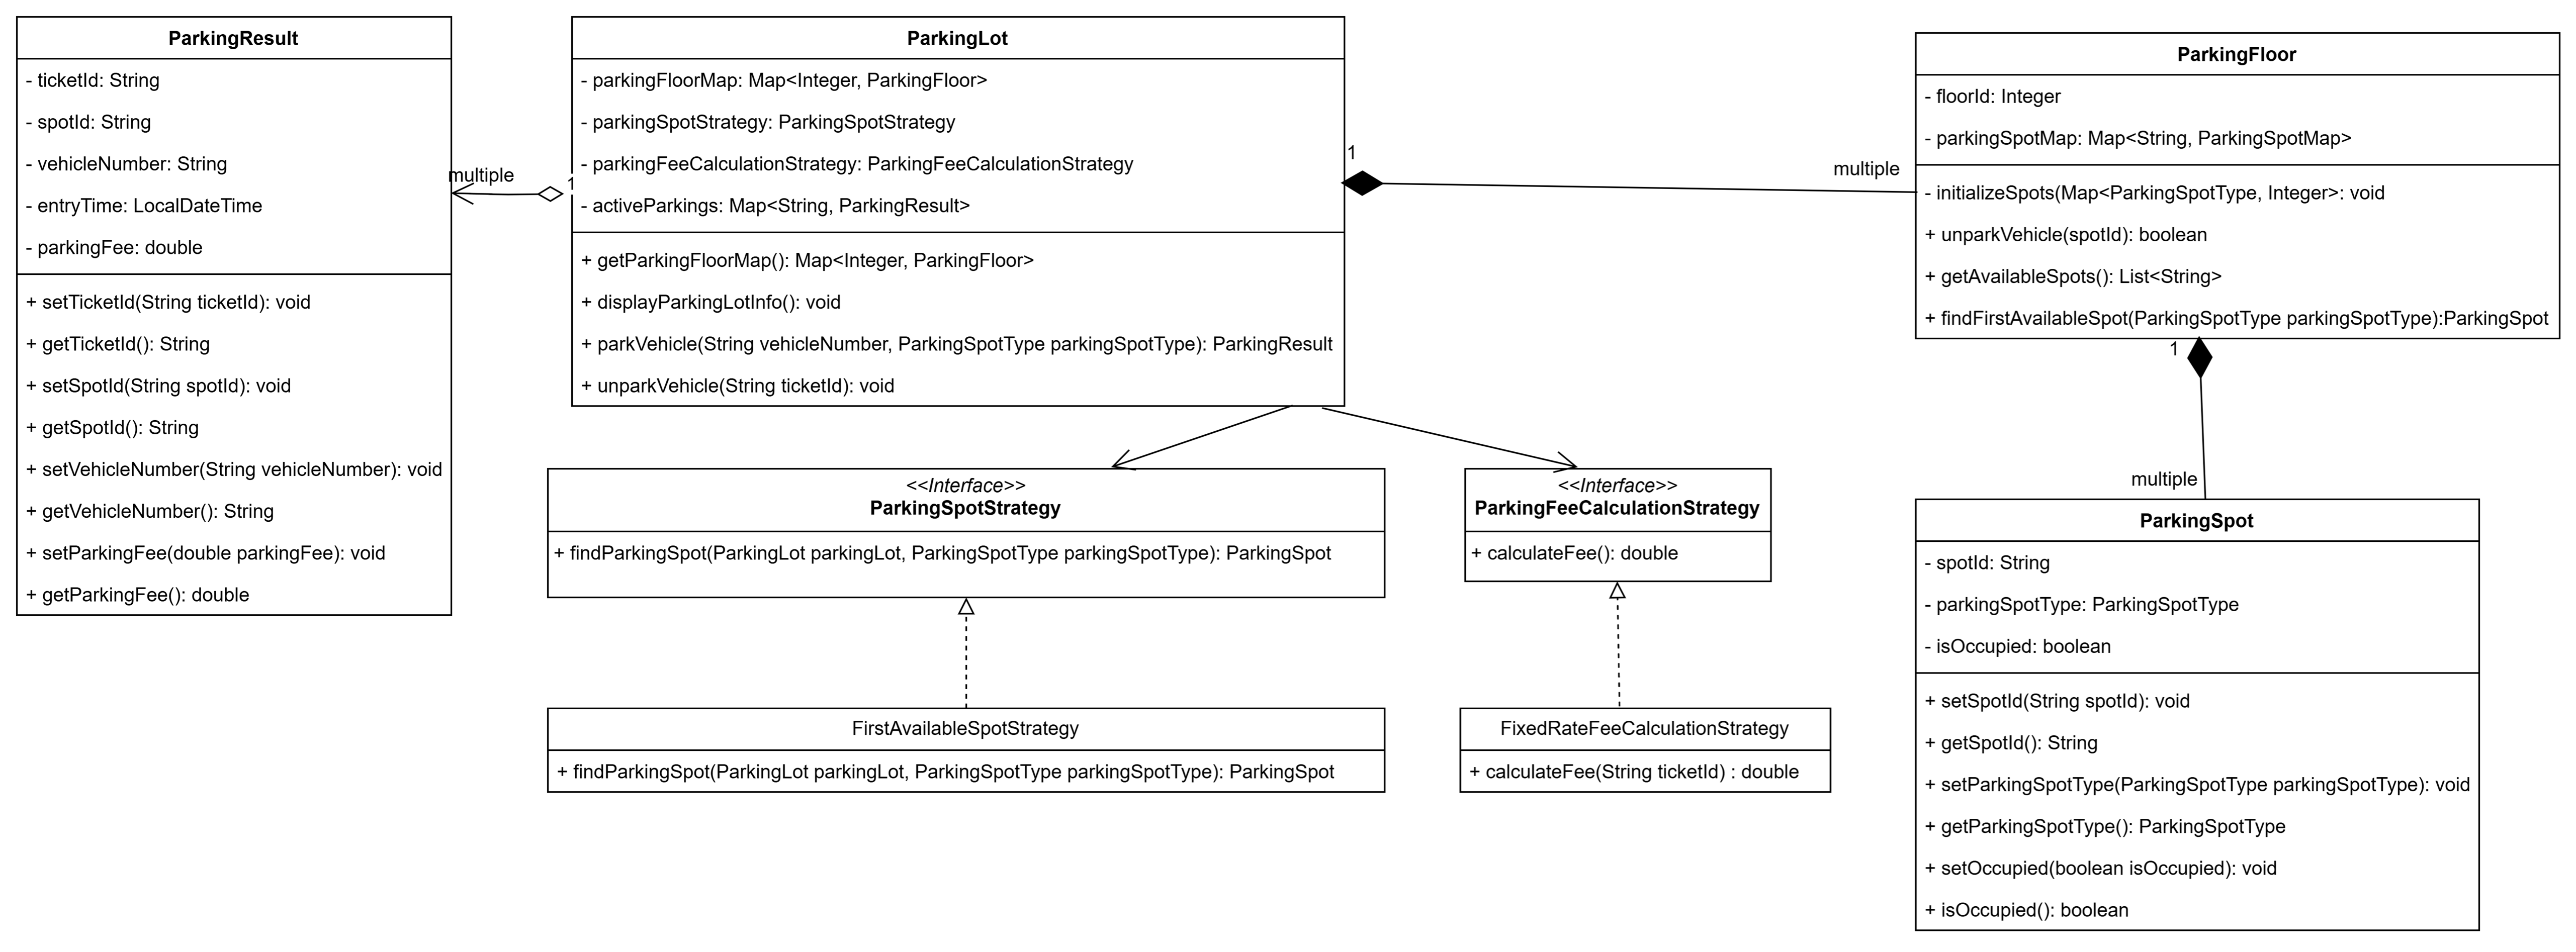 ParkingResult
- ticketId: String
- spotId: String
- vehicleNumber: String
- entryTime: LocalDateTime
- parkingFee: double
+ setTicketId(String ticketId): void
+ getTicketId(): String
+ setSpotId(String spotId): void
+ getSpotId(): String
+ setVehicleNumber(String vehicleNumber): void
+ getVehicleNumber(): String
+ setParkingFee(double parkingFee): void
+ getParkingFee(): double
multiple
1
ParkingLot
- parkingFloorMap: Map<Integer, ParkingFloor>
- parkingSpotStrategy: ParkingSpotStrategy
- parkingFeeCalculationStrategy: ParkingFeeCalculationStrategy
- activeParkings: Map<String, ParkingResult>
+ getParkingFloorMap(): Map<Integer, ParkingFloor>
+ displayParkingLotInfo(): void
+ parkVehicle(String vehicleNumber, ParkingSpotType parkingSpotType): ParkingResult
+ unparkVehicle(String ticketId): void
1
multiple
ParkingFloor
- floorId: Integer
- parkingSpotMap: Map<String, ParkingSpotMap>
- initializeSpots(Map<ParkingSpotType, Integer>: void
+ unparkVehicle(spotId): boolean
+ getAvailableSpots(): List<String>
+ findFirstAvailableSpot(ParkingSpotType parkingSpotType):ParkingSpot
1
multiple
<<Interface>>
ParkingSpotStrategy
+ findParkingSpot(ParkingLot parkingLot, ParkingSpotType parkingSpotType): ParkingSpot
<<Interface>>
ParkingFeeCalculationStrategy
+ calculateFee(): double
FirstAvailableSpotStrategy
+ findParkingSpot(ParkingLot parkingLot, ParkingSpotType parkingSpotType): ParkingSpot
FixedRateFeeCalculationStrategy
+ calculateFee(String ticketId) : double
ParkingSpot
- spotId: String
- parkingSpotType: ParkingSpotType
- isOccupied: boolean
+ setSpotId(String spotId): void
+ getSpotId(): String
+ setParkingSpotType(ParkingSpotType parkingSpotType): void
+ getParkingSpotType(): ParkingSpotType
+ setOccupied(boolean isOccupied): void
+ isOccupied(): boolean